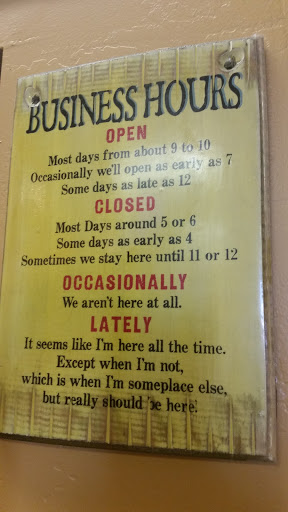 BUSINESS HOURS
OPEN
Most days from about 9 to 10
Occasionally we'll open as early as 7
Some days as late as 12
CLOSED
Most Days around 5 or 6
Some days as early as 4
Sometimes we stay here until 11 or 12
OCCASIONALLY
We aren't here at all.
LATELY
It seems like I'm here all the time.
Except when I'm not,
which is when I'm someplace else,
but really should be here!